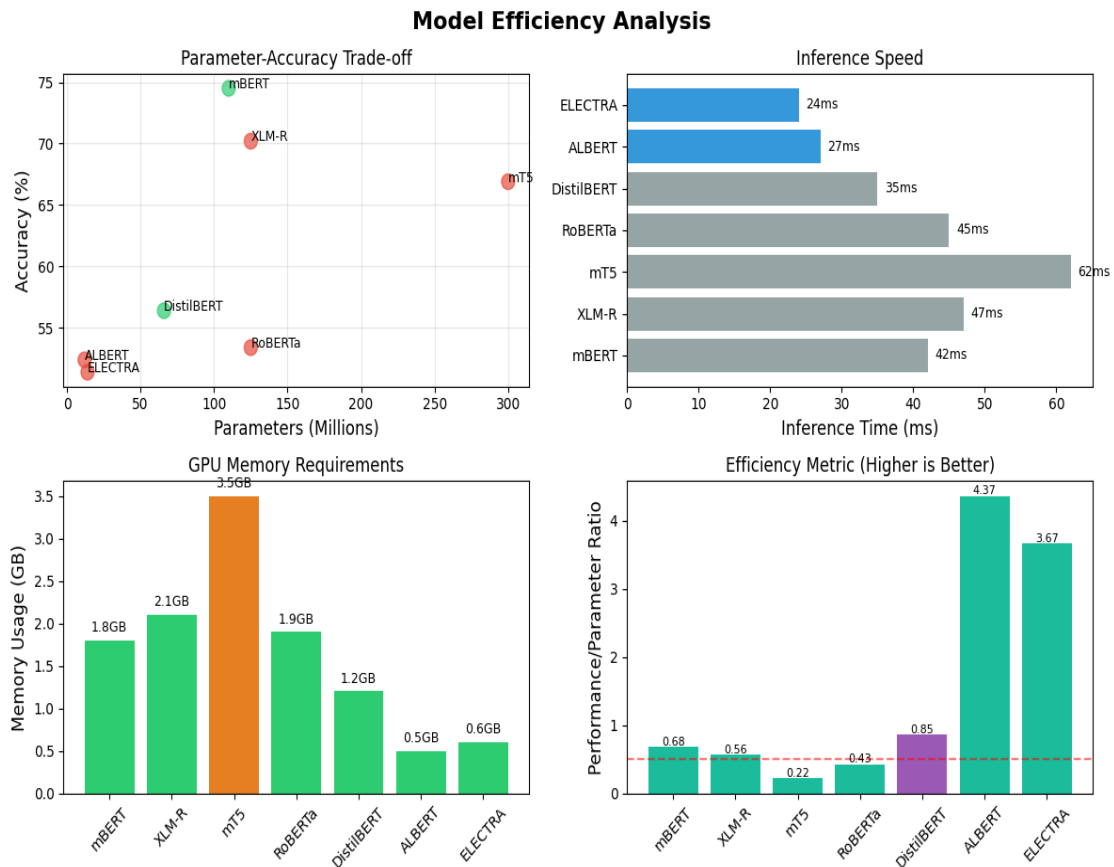 Model Efficiency Analysis
Parameter-Accuracy Trade-off
Accuracy (%)
75
70
65
60
55
mBERT
XLM-R
mT5
DistilBERT
RoBERTa
ALBERT
ELECTRA
0 50 100 150 200 250 300
Parameters (Millions)
Inference Speed
ELECTRA 24ms
ALBERT 27ms
DistilBERT 35ms
RoBERTa 45ms
mT5 62ms
XLM-R 47ms
mBERT 42ms
0 10 20 30 40 50 60
Inference Time (ms)
GPU Memory Requirements
Memory Usage (GB)
3.5
3.0
2.5
2.0
1.5
1.0
0.5
0.0
1.8GB 2.1GB 3.5GB 1.9GB 1.2GB 0.5GB 0.6GB
mBERT XLM-R mT5 RoBERTa DistilBERT ALBERT ELECTRA
Efficiency Metric (Higher is Better)
Performance/Parameter Ratio
4
3
2
1
0
0.68 0.56 0.22 0.43 0.85 4.37 3.67
mBERT XLM-R mT5 RoBERTa DistilBERT ALBERT ELECTRA